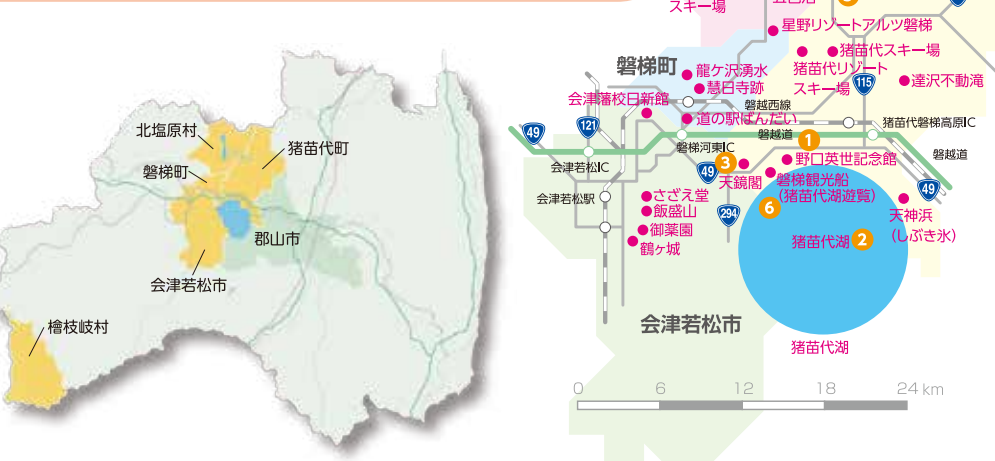 北塩原村
猪苗代町
磐梯町
郡山市
会津若松市
檜枝岐村
スキー場
星野リゾートアルツ磐梯
猪苗代スキー場
猪苗代リゾート
スキー場
達沢不動滝
115
磐梯町
龍ケ沢湧水
慧日寺跡
会津藩校日新館
磐越西線
道の駅ばんだい
猪苗代磐梯高原IC
49
121
磐越道
1
磐梯河東IC
磐越道
会津若松IC
49
3
天鏡閣
野口英世記念館
磐梯観光船
(猪苗代湖遊覧)
49
会津若松駅
さざえ堂
飯盛山
294
6
天神浜
(しぶき氷)
御薬園
鶴ヶ城
猪苗代湖
2
会津若松市
猪苗代湖
0 6 12 18 24 km